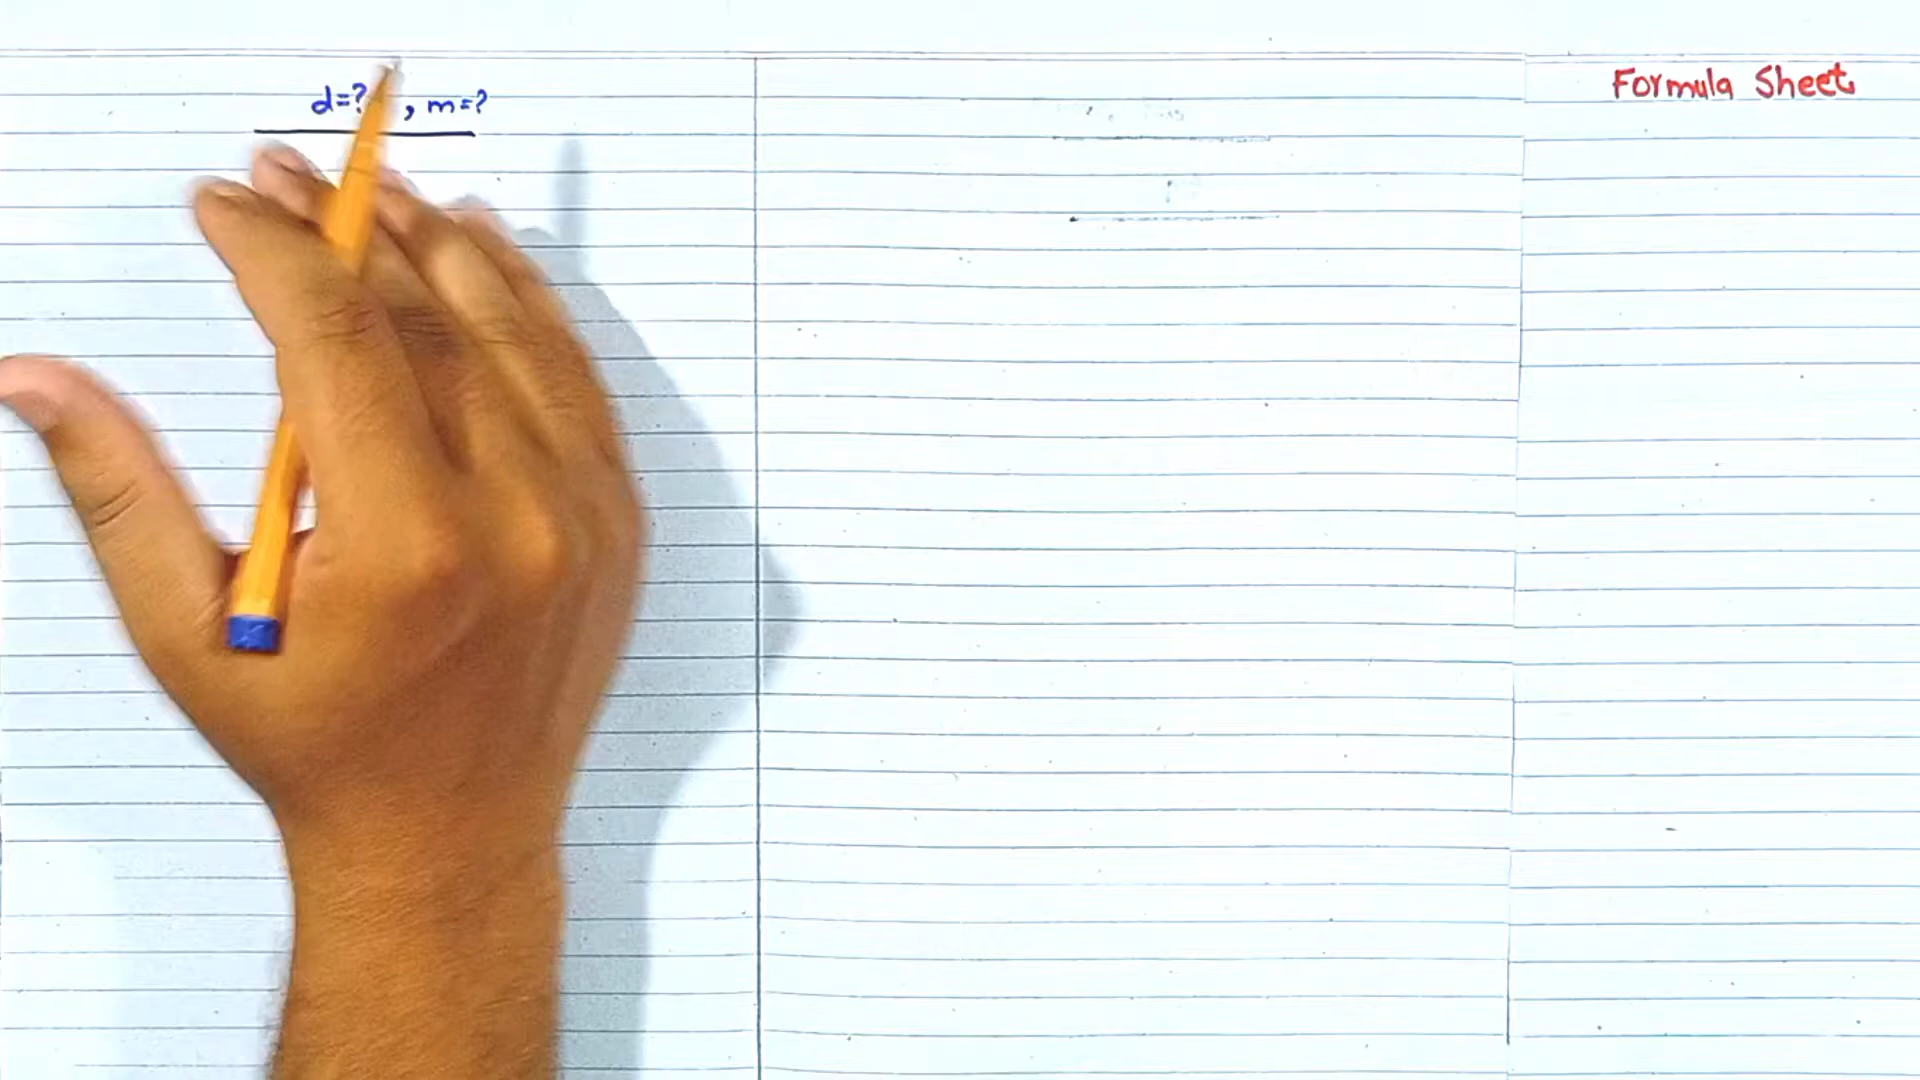 d=? , m=?
Formula Sheet